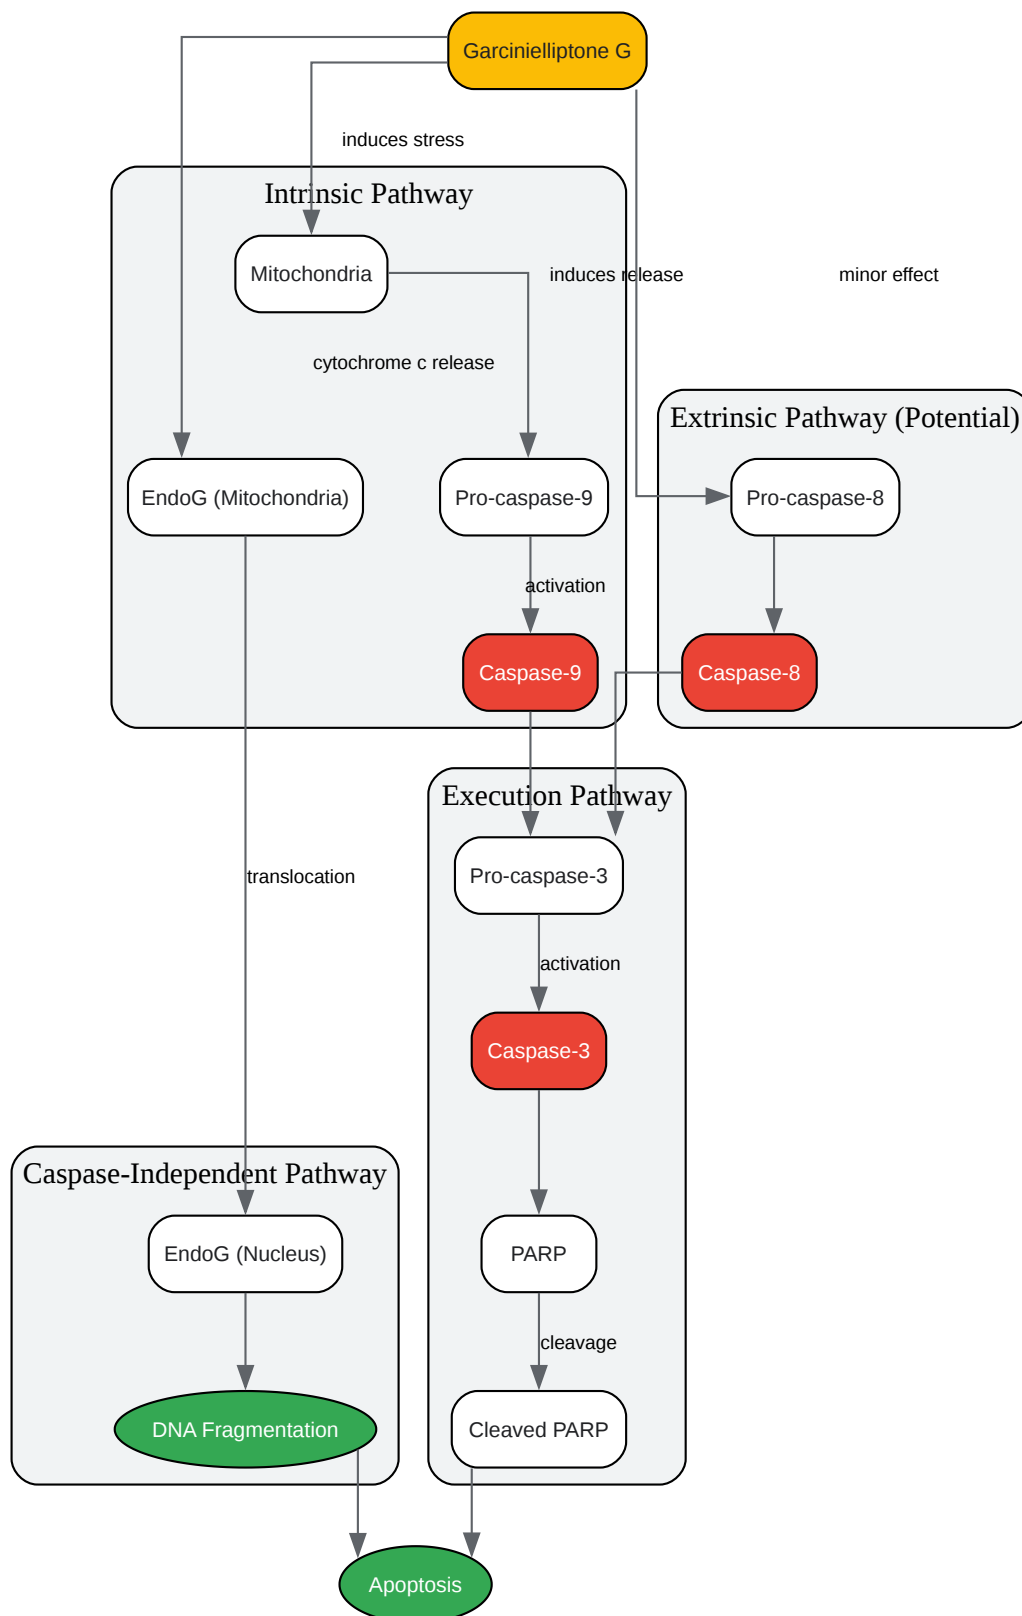 Garcinielliptone G
induces stress
Intrinsic Pathway
Mitochondria
induces release
minor effect
cytochrome c release
Extrinsic Pathway (Potential)
EndoG (Mitochondria)
Pro-caspase-9
Pro-caspase-8
activation
Caspase-9
Caspase-8
Execution Pathway
Pro-caspase-3
translocation
activation
Caspase-3
Caspase-Independent Pathway
EndoG (Nucleus)
PARP
cleavage
DNA Fragmentation
Cleaved PARP
Apoptosis